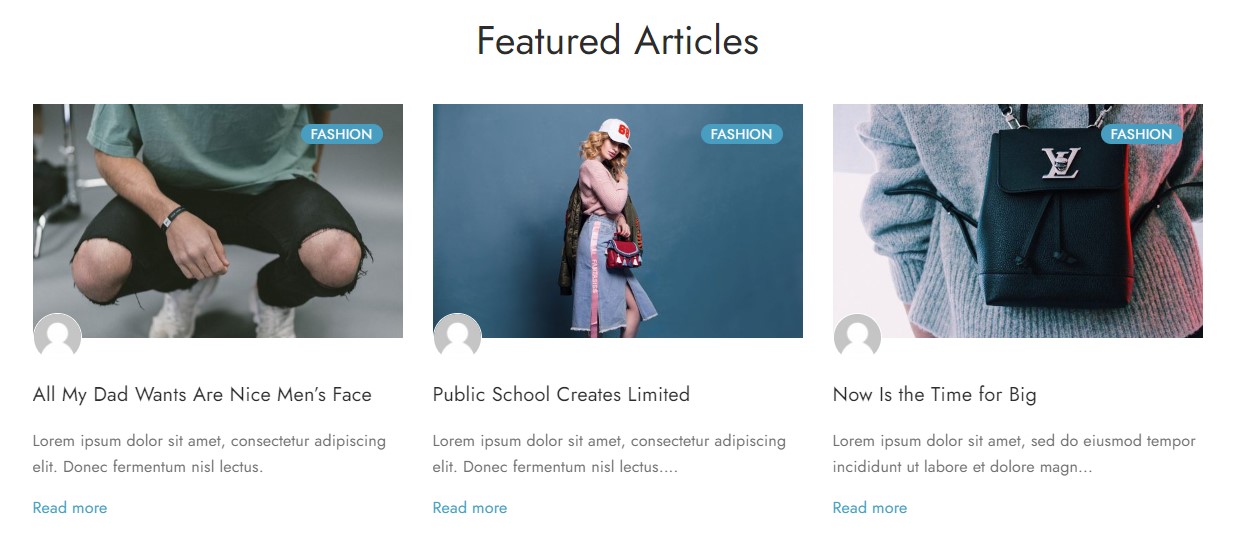 Featured Articles
FASHION
FASHION
FASHION
LV
All My Dad Wants Are Nice Men’s Face
Lorem ipsum dolor sit amet, consectetur adipiscing
elit. Donec fermentum nisl lectus.
Read more
Public School Creates Limited
Lorem ipsum dolor sit amet, consectetur adipiscing
elit. Donec fermentum nisl lectus....
Read more
Now Is the Time for Big
Lorem ipsum dolor sit amet, sed do eiusmod tempor
incididunt ut labore et dolore magn...
Read more